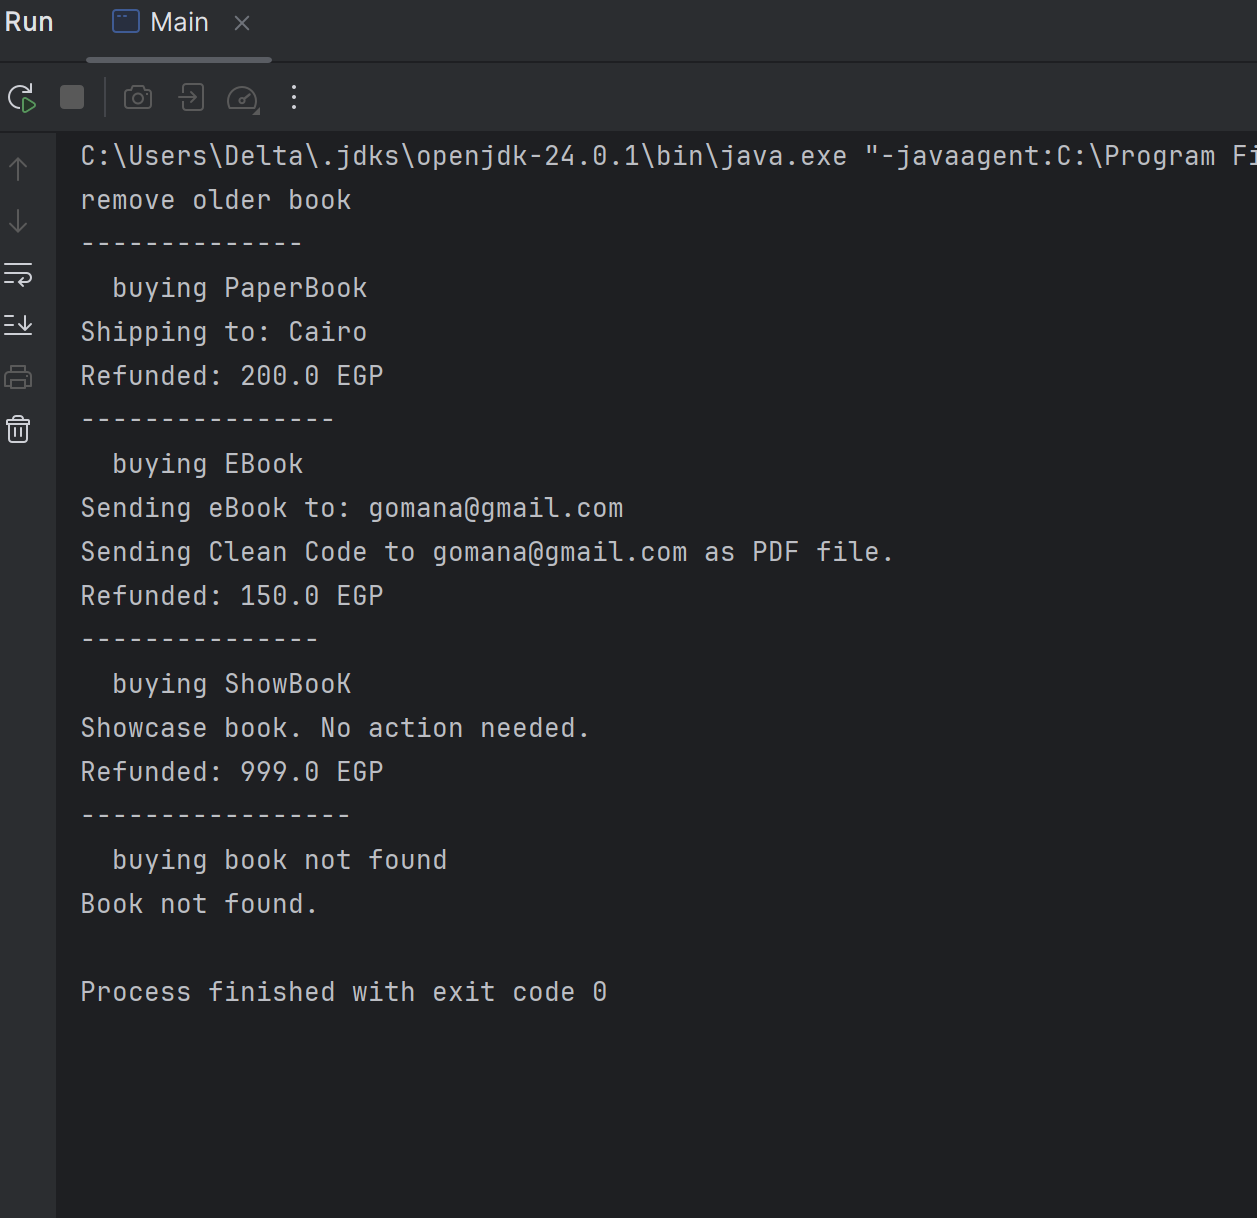 Run Main
C:\Users\Delta\.jdks\openjdk-24.0.1\bin\java.exe "-javaagent:C:\Program Fi
remove older book
--------------
  buying PaperBook
Shipping to: Cairo
Refunded: 200.0 EGP
----------------
  buying EBook
Sending eBook to: gomana@gmail.com
Sending Clean Code to gomana@gmail.com as PDF file.
Refunded: 150.0 EGP
---------------
  buying ShowBooK
Showcase book. No action needed.
Refunded: 999.0 EGP
-----------------
  buying book not found
Book not found.
Process finished with exit code 0